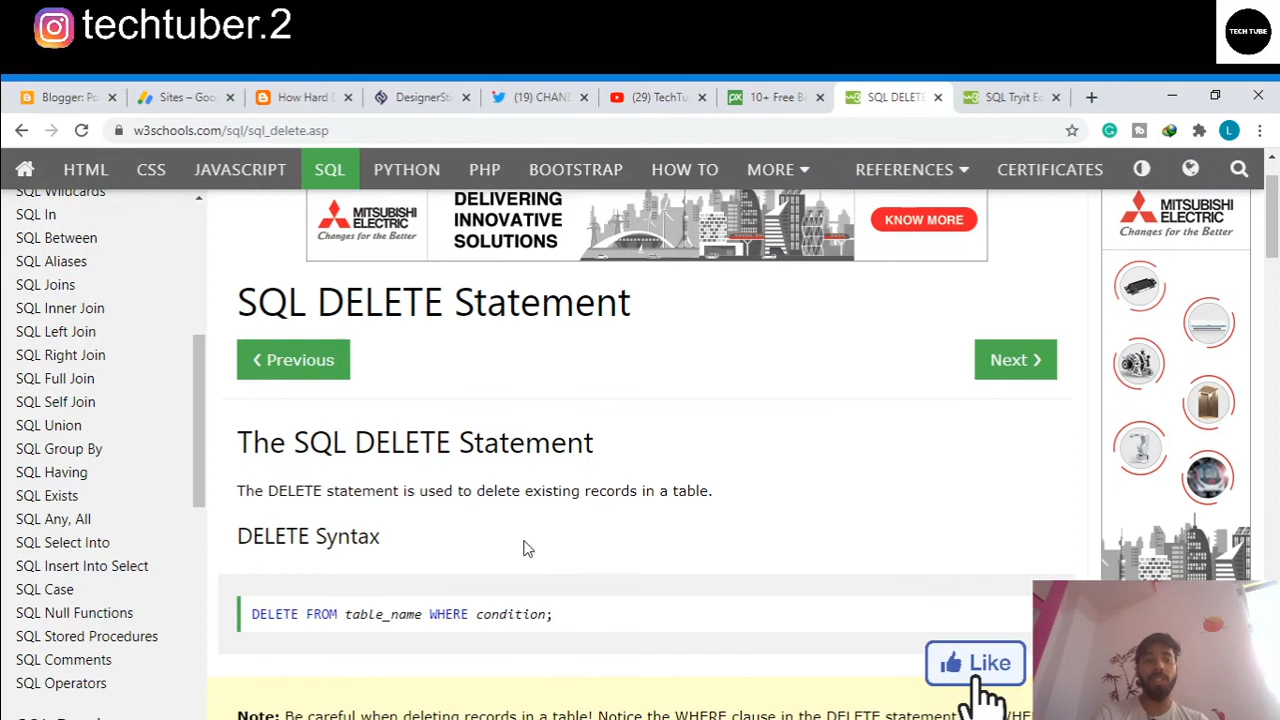 techtuber.2
TECH TUBE
Blogger: Po
Sites – Goo
How Hard D
DesignerSti
(19) CHAN
(29) TechTu
10+ Free B
SQL DELETE
SQL Tryit Ed
w3schools.com/sql/sql_delete.asp
L
HTML
CSS
JAVASCRIPT
SQL
PYTHON
PHP
BOOTSTRAP
HOW TO
MORE
REFERENCES
CERTIFICATES
SQL Wildcards
SQL In
SQL Between
SQL Aliases
SQL Joins
SQL Inner Join
SQL Left Join
SQL Right Join
SQL Full Join
SQL Self Join
SQL Union
SQL Group By
SQL Having
SQL Exists
SQL Any, All
SQL Select Into
SQL Insert Into Select
SQL Case
SQL Null Functions
SQL Stored Procedures
SQL Comments
SQL Operators
MITSUBISHI
ELECTRIC
Changes for the Better
DELIVERING
INNOVATIVE
SOLUTIONS
KNOW MORE
MITSUBISHI
ELECTRIC
Changes for the Better
SQL DELETE Statement
❮ Previous
Next ❯
The SQL DELETE Statement
The DELETE statement is used to delete existing records in a table.
DELETE Syntax
DELETE FROM table_name WHERE condition;
Like
Note: Be careful when deleting records in a table! Notice the WHERE clause in the DELETE statement